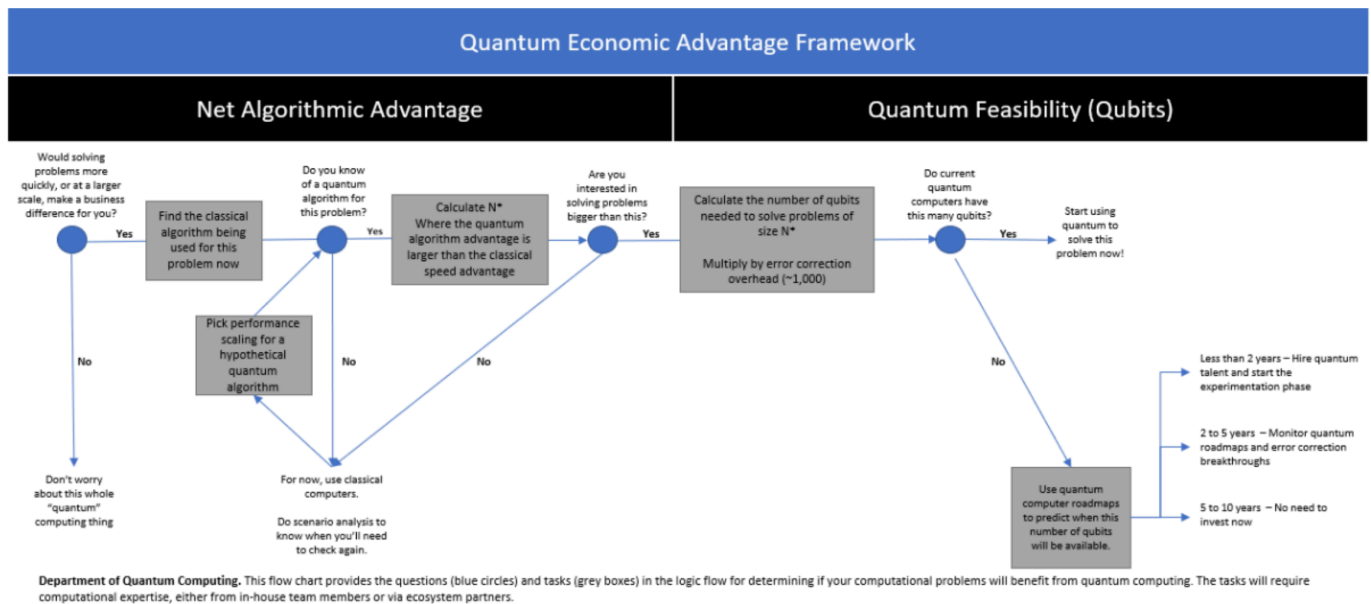 Quantum Economic Advantage Framework
Net Algorithmic Advantage
Quantum Feasibility (Qubits)
Would solving
problems more
quickly, or at a larger
scale, make a business
difference for you?
Yes
No
Don't worry
about this whole
"quantum"
computing thing
Find the classical
algorithm being
used for this
problem now
Do you know
of a quantum
algorithm for
this problem?
Yes
No
Pick performance
scaling for a
hypothetical
quantum
algorithm
For now, use classical
computers.
Do scenario analysis to
know when you'll need
to check again.
Calculate N*
Where the quantum
algorithm advantage is
larger than the classical
speed advantage
Are you
interested in
solving problems
bigger than this?
Yes
No
Calculate the number of qubits
needed to solve problems of
size N*
Multiply by error correction
overhead (~1,000)
Do current
quantum
computers have
this many qubits?
Yes
Start using
quantum to
solve this
problem now!
No
Use quantum
computer roadmaps
to predict when this
number of qubits
will be available.
Less than 2 years – Hire quantum
talent and start the
experimentation phase
2 to 5 years – Monitor quantum
roadmaps and error correction
breakthroughs
5 to 10 years – No need to
invest now
Department of Quantum Computing. This flow chart provides the questions (blue circles) and tasks (grey boxes) in the logic flow for determining if your computational problems will benefit from quantum computing. The tasks will require
computational expertise, either from in-house team members or via ecosystem partners.